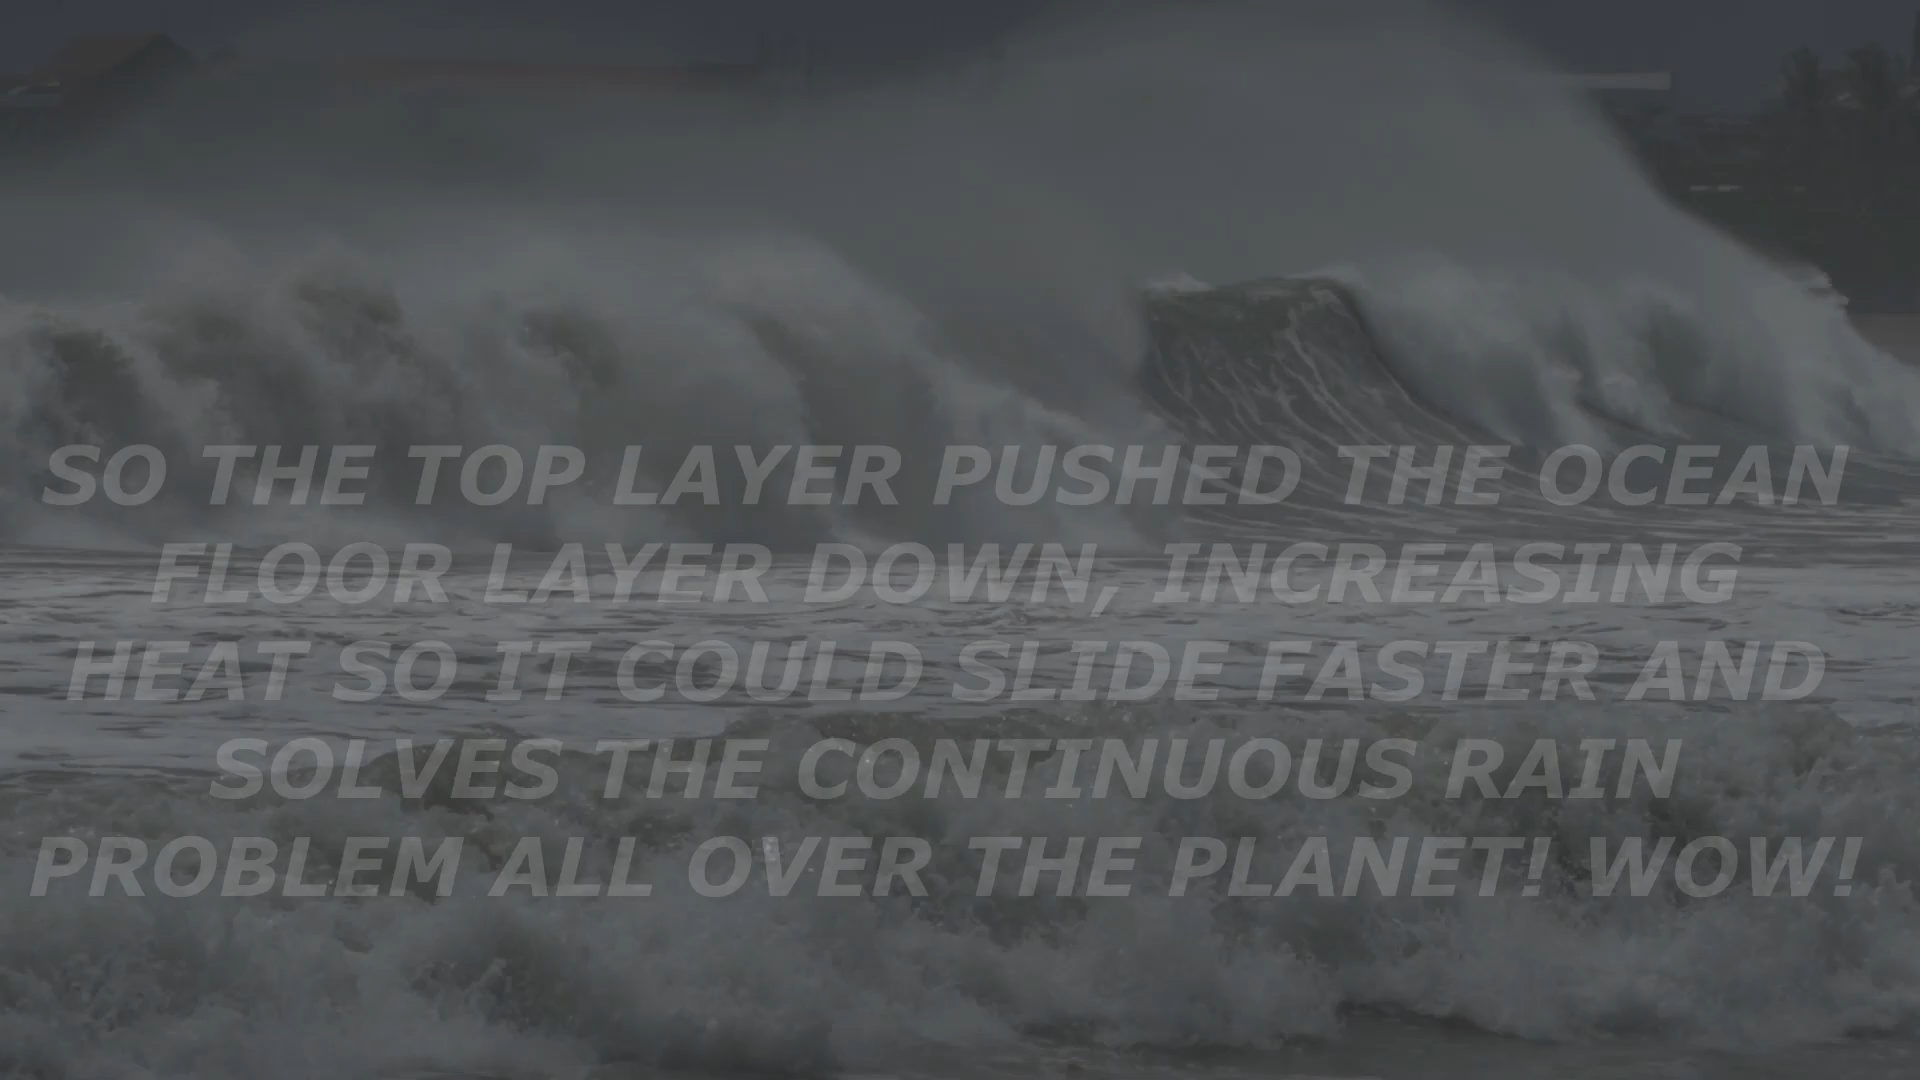 SO THE TOP LAYER PUSHED THE OCEAN
FLOOR LAYER DOWN, INCREASING
HEAT SO IT COULD SLIDE FASTER AND
SOLVES THE CONTINUOUS RAIN
PROBLEM ALL OVER THE PLANET! WOW!